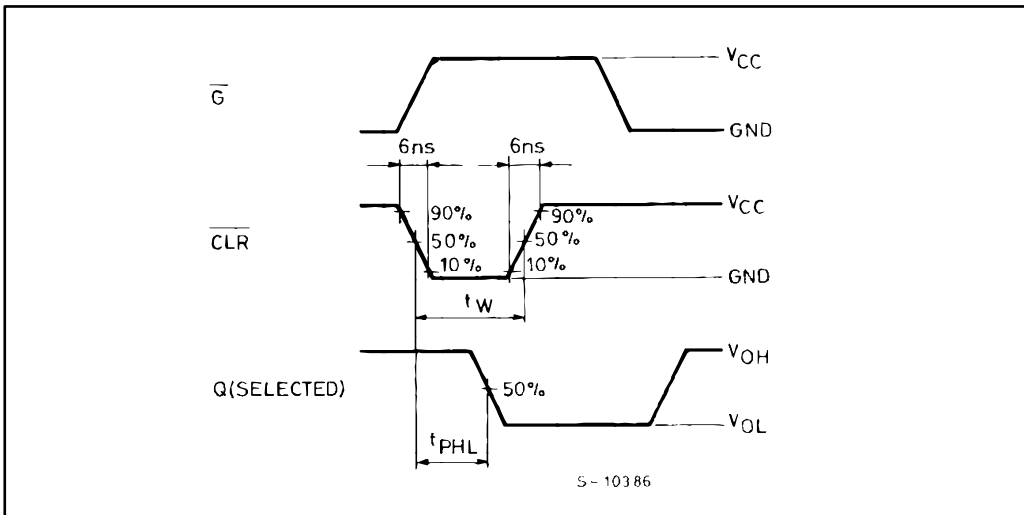 VCC
G
GND
6ns 6ns
VCC
90% 90%
CLR 50% 50%
10% 10%
GND
tW
VOH
Q(SELECTED) 50%
VOL
tPHL
S-10386